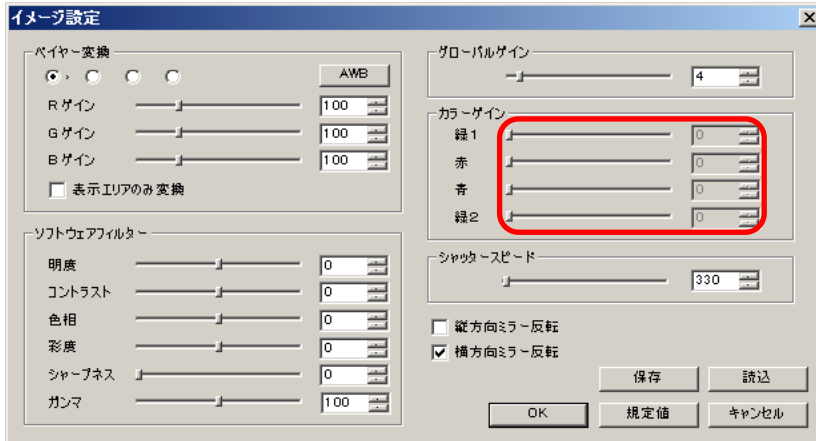 イメージ設定
ベイヤー変換
AWB
Rゲイン 100
Gゲイン 100
Bゲイン 100
表示エリアのみ変換
ソフトウェアフィルター
明度 0
コントラスト 0
色相 0
彩度 0
シャープネス 0
ガンマ 100
グローバルゲイン
4
カラーゲイン
緑1 0
赤 0
青 0
緑2 0
シャッタースピード
330
縦方向ミラー反転
横方向ミラー反転
保存 読込
OK 規定値 キャンセル